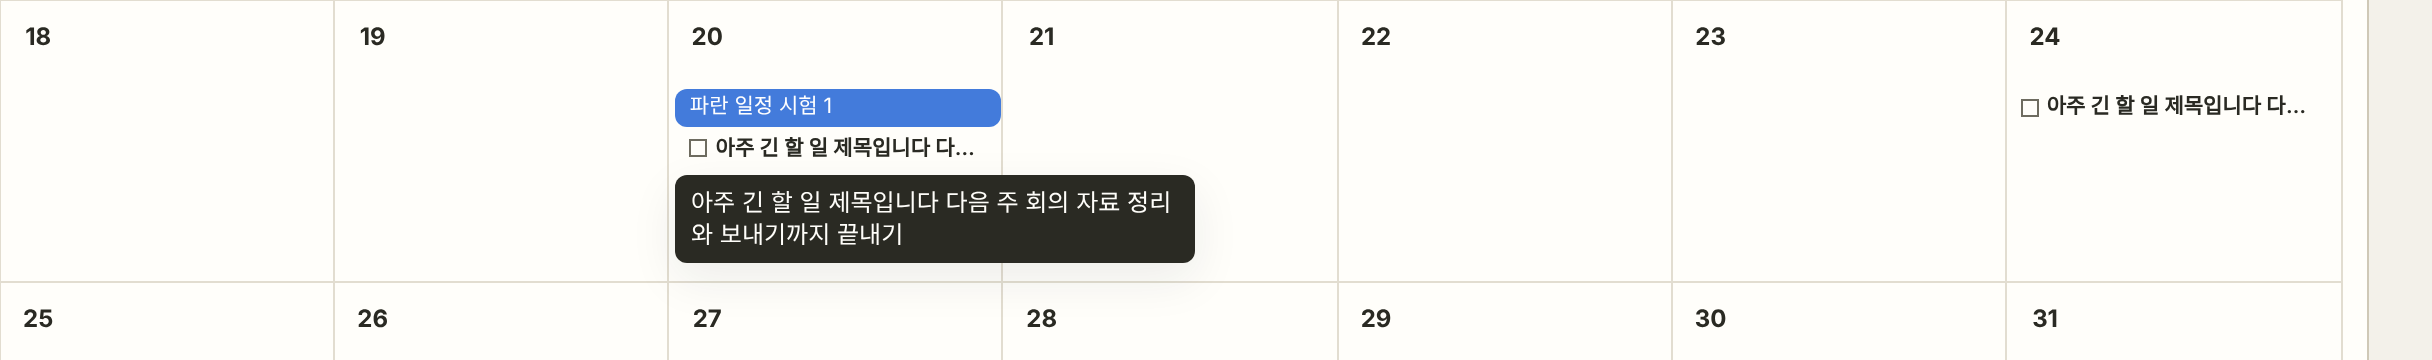 18 19 20 21 22 23 24
파란 일정 시험 1
아주 긴 할 일 제목입니다 다...
아주 긴 할 일 제목입니다 다...
아주 긴 할 일 제목입니다 다음 주 회의 자료 정리
와 보내기까지 끝내기
25 26 27 28 29 30 31